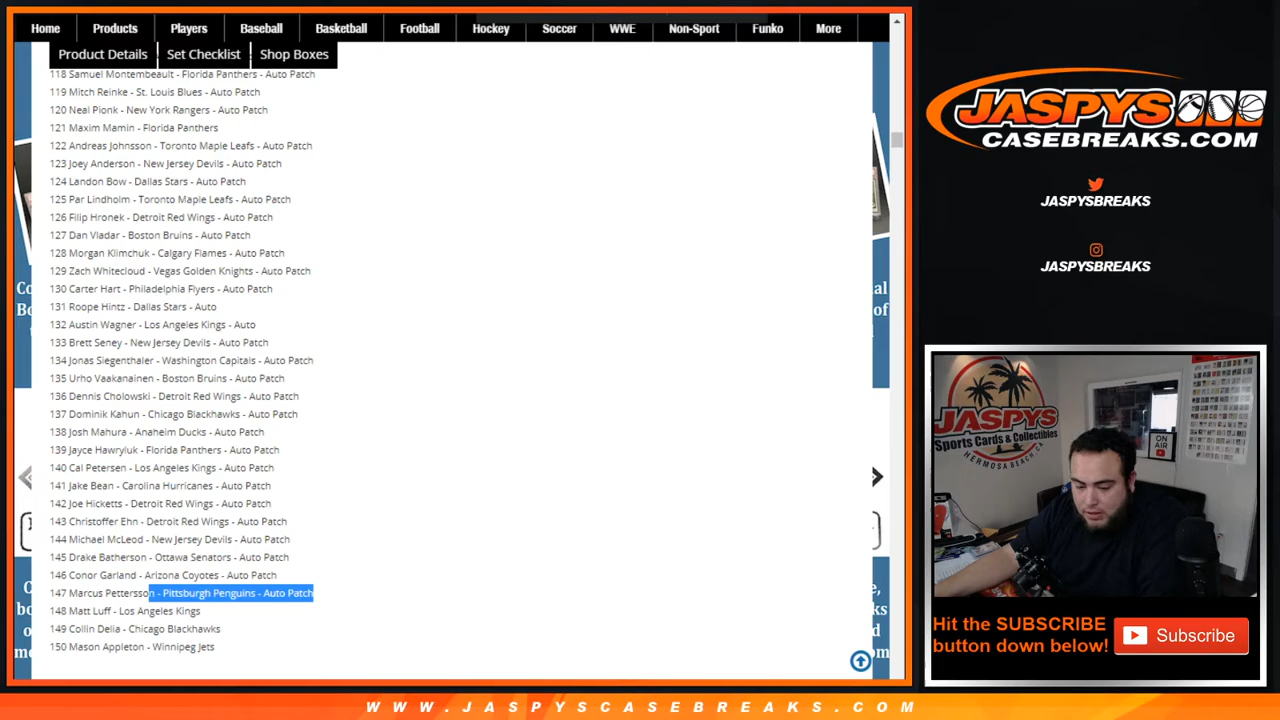 Home Products Players Baseball Basketball Football Hockey Soccer WWE Non-Sport Funko More
Product Details Set Checklist Shop Boxes
118 Samuel Montembeault - Florida Panthers - Auto Patch
119 Mitch Reinke - St. Louis Blues - Auto Patch
120 Neal Pionk - New York Rangers - Auto Patch
121 Maxim Mamin - Florida Panthers
122 Andreas Johnsson - Toronto Maple Leafs - Auto Patch
123 Joey Anderson - New Jersey Devils - Auto Patch
124 Landon Bow - Dallas Stars - Auto Patch
125 Par Lindholm - Toronto Maple Leafs - Auto Patch
126 Filip Hronek - Detroit Red Wings - Auto Patch
127 Dan Vladar - Boston Bruins - Auto Patch
128 Morgan Klimchuk - Calgary Flames - Auto Patch
129 Zach Whitecloud - Vegas Golden Knights - Auto Patch
130 Carter Hart - Philadelphia Flyers - Auto Patch
131 Roope Hintz - Dallas Stars - Auto
132 Austin Wagner - Los Angeles Kings - Auto
133 Brett Seney - New Jersey Devils - Auto Patch
134 Jonas Siegenthaler - Washington Capitals - Auto Patch
135 Urho Vaakanainen - Boston Bruins - Auto Patch
136 Dennis Cholowski - Detroit Red Wings - Auto Patch
137 Dominik Kahun - Chicago Blackhawks - Auto Patch
138 Josh Mahura - Anaheim Ducks - Auto Patch
139 Jayce Hawryluk - Florida Panthers - Auto Patch
140 Cal Petersen - Los Angeles Kings - Auto Patch
141 Jake Bean - Carolina Hurricanes - Auto Patch
142 Joe Hicketts - Detroit Red Wings - Auto Patch
143 Christoffer Ehn - Detroit Red Wings - Auto Patch
144 Michael McLeod - New Jersey Devils - Auto Patch
145 Drake Batherson - Ottawa Senators - Auto Patch
146 Conor Garland - Arizona Coyotes - Auto Patch
147 Marcus Pettersson - Pittsburgh Penguins - Auto Patch
148 Matt Luff - Los Angeles Kings
149 Collin Delia - Chicago Blackhawks
150 Mason Appleton - Winnipeg Jets
JASPYS
CASEBREAKS.COM
JASPYSBREAKS
JASPYSBREAKS
JASPYS
Sports Cards & Collectibles
HERMOSA BEACH, CA
ON AIR
Hit the SUBSCRIBE
button down below!
Subscribe
WWW.JASPYSCASEBREAKS.COM